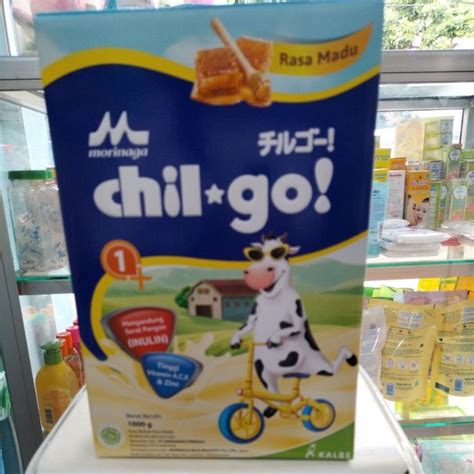 Rasa Madu
morinaga
チルゴー!
chil★go!
1+
Mengandung
Serat Pangan
(INULIN)
Tinggi
Vitamin A,C,E
& Zinc
Berat Bersih:
1000 g
KALBE